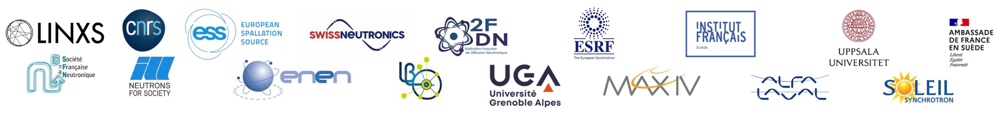 LINXS
cnrs
ess
EUROPEAN
SPALLATION
SOURCE
SWISSNEUTRONICS
2F
DN
Fédération Française
de Diffusion Neutronique
ESRF
The European Synchrotron
INSTITUT
FRANÇAIS
Suède
UPPSALA
UNIVERSITET
AMBASSADE
DE FRANCE
EN SUÈDE
Liberté
Égalité
Fraternité
Société
de la Française
Neutronique
ill
NEUTRONS
FOR SOCIETY
enen
LB
UGA
Université
Grenoble Alpes
MAX IV
ALFA
LAVAL
SOLEIL
SYNCHROTRON